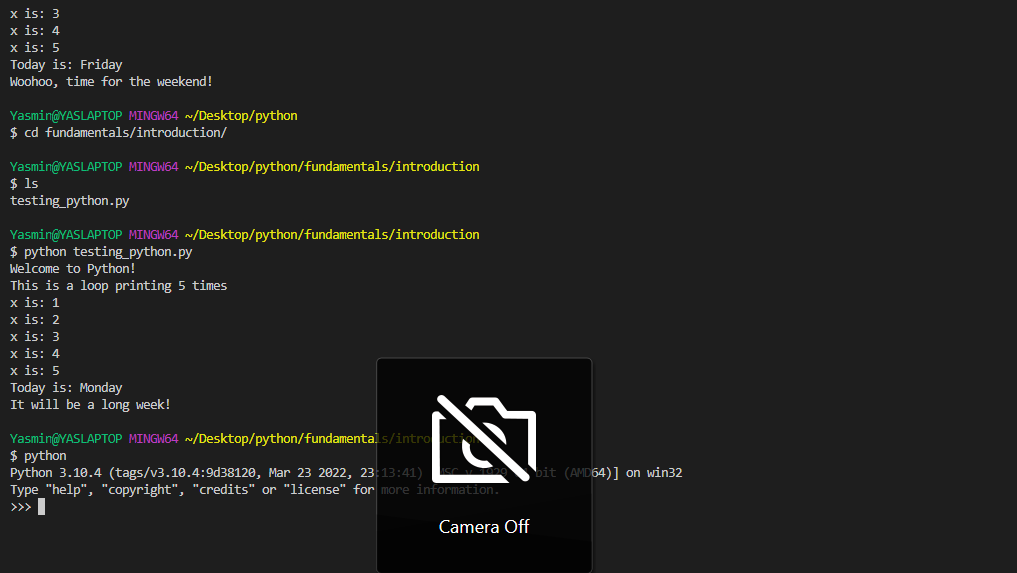 x is: 3
x is: 4
x is: 5
Today is: Friday
Woohoo, time for the weekend!
Yasmin@YASLAPTOP MINGW64 ~/Desktop/python
$ cd fundamentals/introduction/
Yasmin@YASLAPTOP MINGW64 ~/Desktop/python/fundamentals/introduction
$ ls
testing_python.py
Yasmin@YASLAPTOP MINGW64 ~/Desktop/python/fundamentals/introduction
$ python testing_python.py
Welcome to Python!
This is a loop printing 5 times
x is: 1
x is: 2
x is: 3
x is: 4
x is: 5
Today is: Monday
It will be a long week!
Yasmin@YASLAPTOP MINGW64 ~/Desktop/python/fundamentals/introduction
$ python
Python 3.10.4 (tags/v3.10.4:9d38120, Mar 23 2022, 23:13:41) [MSC v.1929 bit (AMD64)] on win32
Type "help", "copyright", "credits" or "license" for more information.
>>>
Camera Off